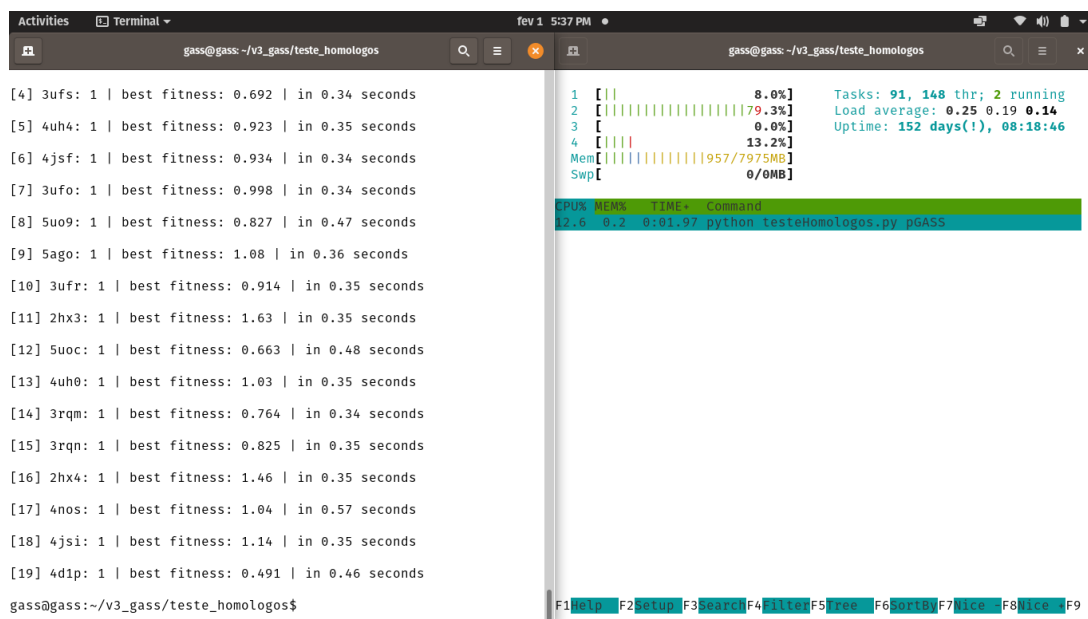 Activities Terminal fev 1 5:37 PM
gass@gass: ~/v3_gass/teste_homologos
[4] 3ufs: 1 | best fitness: 0.692 | in 0.34 seconds
[5] 4uh4: 1 | best fitness: 0.923 | in 0.35 seconds
[6] 4jsf: 1 | best fitness: 0.934 | in 0.34 seconds
[7] 3ufo: 1 | best fitness: 0.998 | in 0.34 seconds
[8] 5uo9: 1 | best fitness: 0.827 | in 0.47 seconds
[9] 5ago: 1 | best fitness: 1.08 | in 0.36 seconds
[10] 3ufr: 1 | best fitness: 0.914 | in 0.35 seconds
[11] 2hx3: 1 | best fitness: 1.63 | in 0.35 seconds
[12] 5uoc: 1 | best fitness: 0.663 | in 0.48 seconds
[13] 4uh0: 1 | best fitness: 1.03 | in 0.35 seconds
[14] 3rqm: 1 | best fitness: 0.764 | in 0.34 seconds
[15] 3rqn: 1 | best fitness: 0.825 | in 0.35 seconds
[16] 2hx4: 1 | best fitness: 1.46 | in 0.35 seconds
[17] 4nos: 1 | best fitness: 1.04 | in 0.57 seconds
[18] 4jsi: 1 | best fitness: 1.14 | in 0.35 seconds
[19] 4d1p: 1 | best fitness: 0.491 | in 0.46 seconds
gass@gass:~/v3_gass/teste_homologos$
gass@gass: ~/v3_gass/teste_homologos
1 [|| 8.0%] Tasks: 91, 148 thr; 2 running
2 [||||||||||||||||||79.3%] Load average: 0.25 0.19 0.14
3 [ 0.0%] Uptime: 152 days(!), 08:18:46
4 [|||| 13.2%]
Mem[|||||||||||||957/7975MB]
Swp[ 0/0MB]
CPU% MEM% TIME+ Command
12.6 0.2 0:01.97 python testeHomologos.py pGASS
F1Help F2Setup F3SearchF4FilterF5Tree F6SortByF7Nice -F8Nice +F9